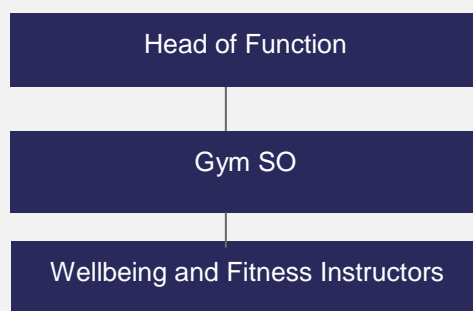 Head of Function
Gym SO
Wellbeing and Fitness Instructors